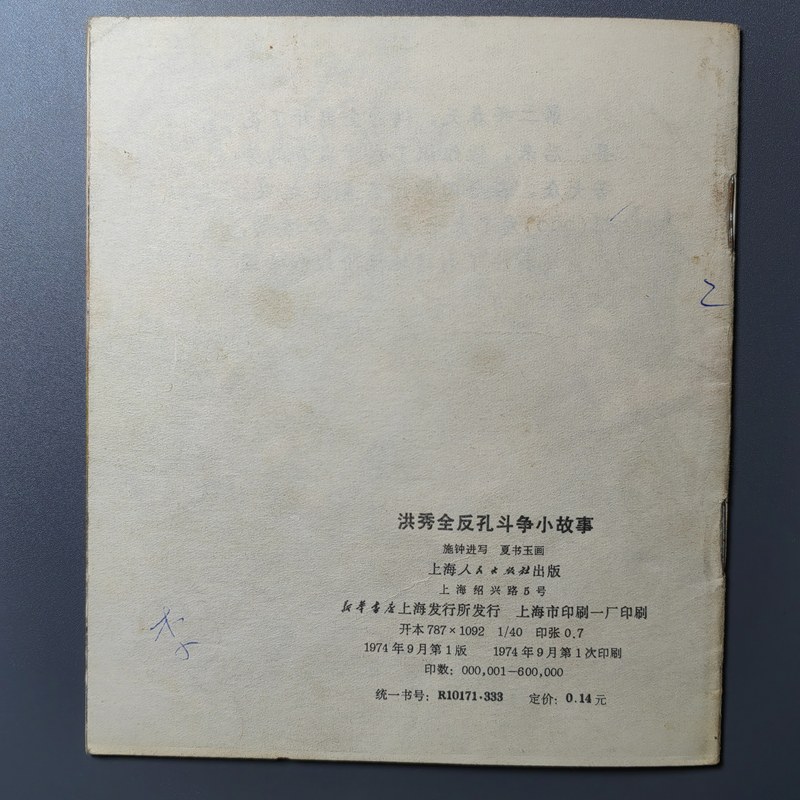 洪秀全反孔斗争小故事
施钟进写 夏书玉画
上海人民出版社出版
上海绍兴路5号
新华书店上海发行所发行 上海市印刷一厂印刷
开本787×1092 1/40 印张0.7
1974年9月第1版 1974年9月第1次印刷
印数：000,001—600,000
统一书号：R10171·333 定价：0.14元